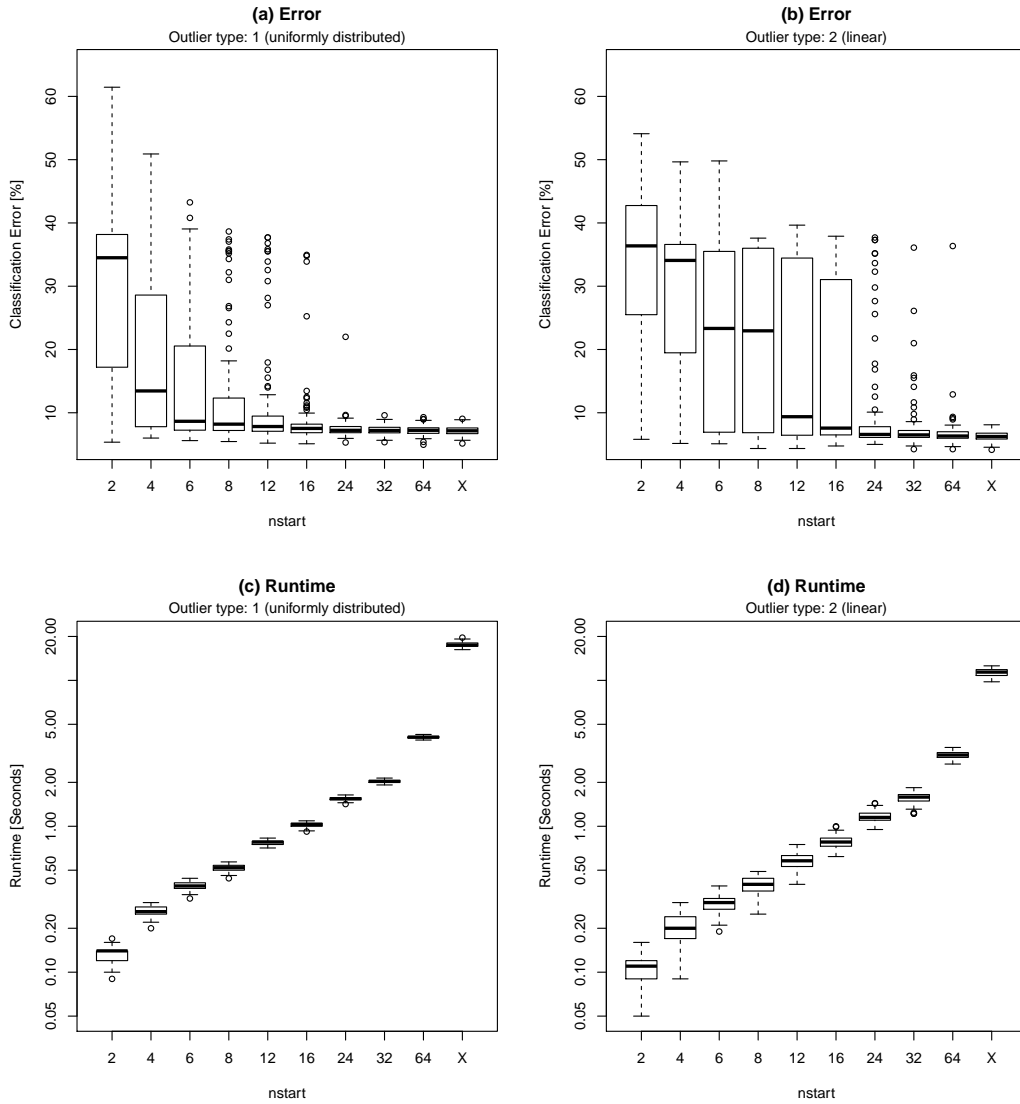 (a) Error
Outlier type: 1 (uniformly distributed)
Classification Error [%]
60
50
40
30
20
10
2 4 6 8 12 16 24 32 64 X
nstart
(b) Error
Outlier type: 2 (linear)
Classification Error [%]
60
50
40
30
20
10
2 4 6 8 12 16 24 32 64 X
nstart
(c) Runtime
Outlier type: 1 (uniformly distributed)
Runtime [Seconds]
20.00
5.00
2.00
1.00
0.50
0.20
0.10
0.05
2 4 6 8 12 16 24 32 64 X
nstart
(d) Runtime
Outlier type: 2 (linear)
Runtime [Seconds]
20.00
5.00
2.00
1.00
0.50
0.20
0.10
0.05
2 4 6 8 12 16 24 32 64 X
nstart